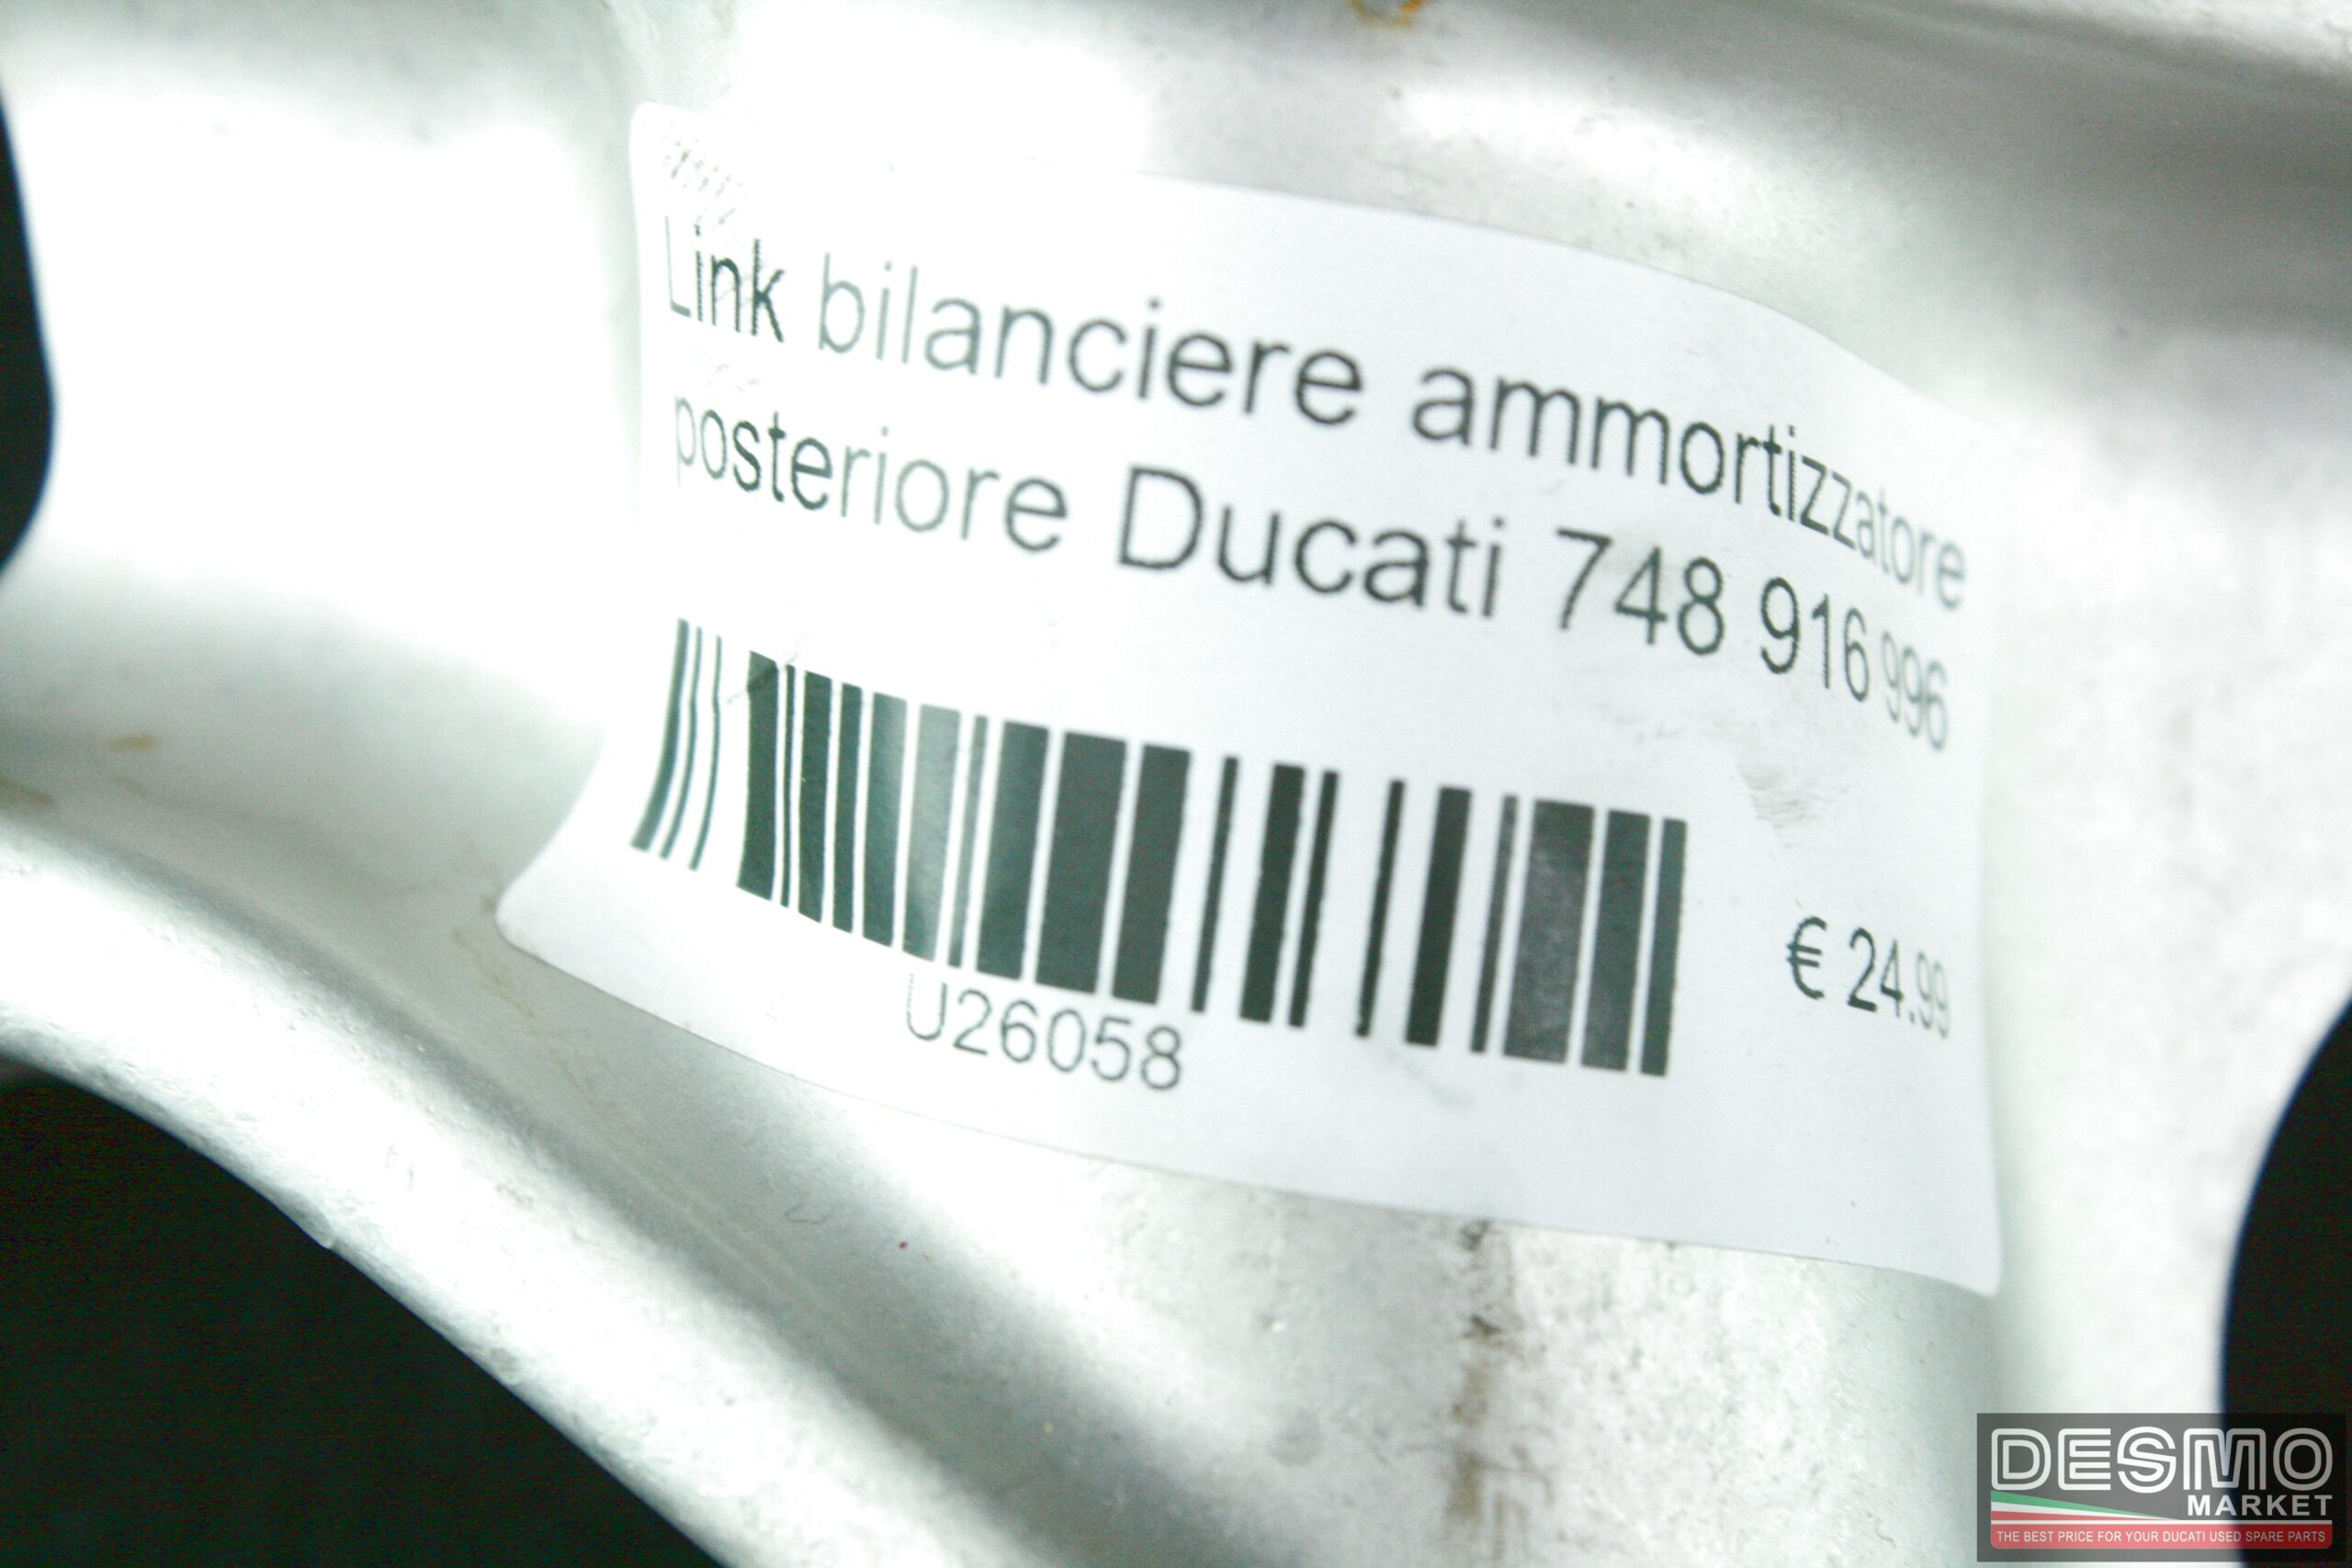 Link bilanciere ammortizzatore
posteriore Ducati 748 916 996
€ 24.99
U26058
DESMO
MARKET
THE BEST PRICE FOR YOUR DUCATI USED SPARE PARTS